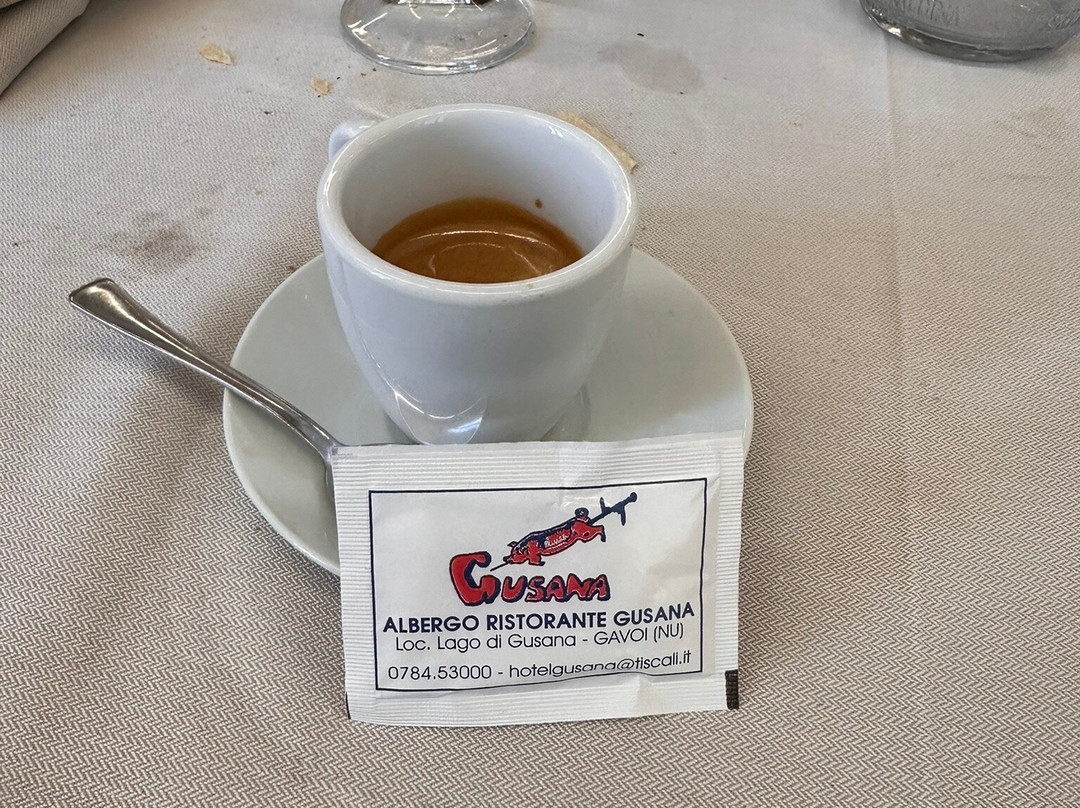 GUSANA
ALBERGO RISTORANTE GUSANA
Loc. Lago di Gusana - GAVOI (NU)
0784.53000 - hotelgusana@tiscali.it